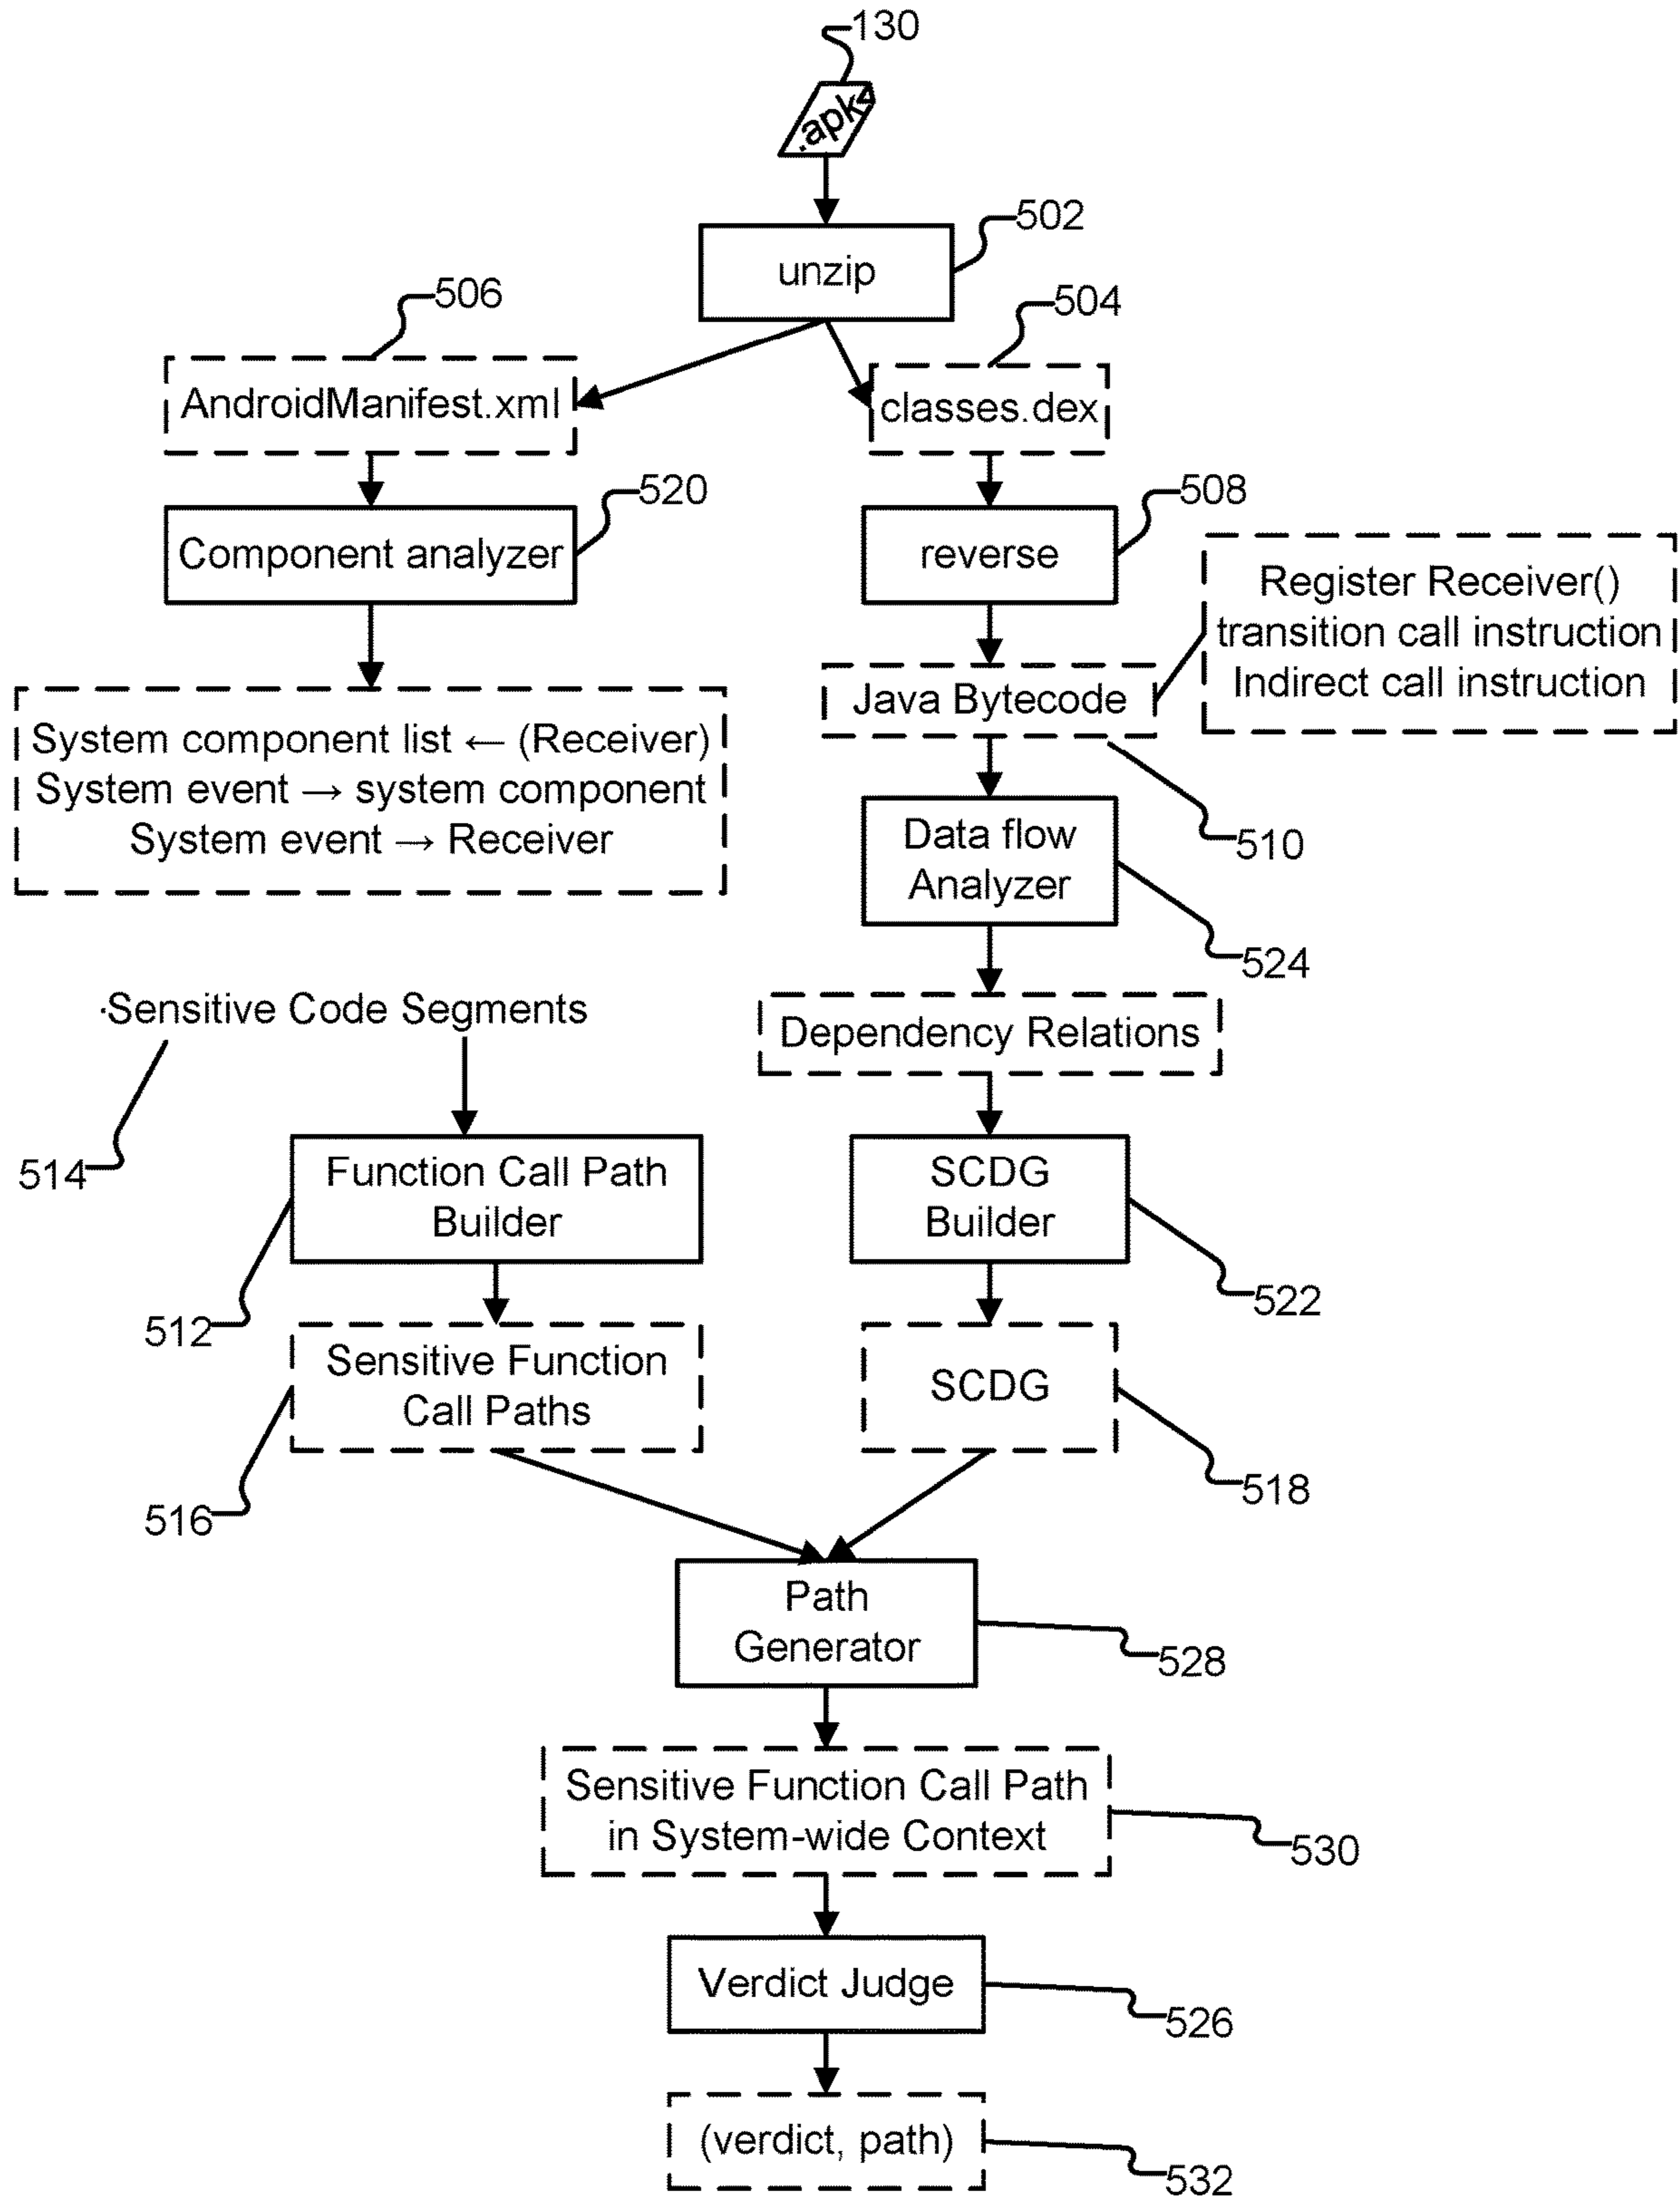 130
.apk
502
unzip
506
504
AndroidManifest.xml
classes.dex
520
508
Component analyzer
reverse
Register Receiver()
transition call instruction
Indirect call instruction
Java Bytecode
System component list ← (Receiver)
System event → system component
System event → Receiver
510
Data flow
Analyzer
524
Sensitive Code Segments
Dependency Relations
514
Function Call Path
Builder
SCDG
Builder
512
522
Sensitive Function
Call Paths
SCDG
516
518
Path
Generator
528
Sensitive Function Call Path
in System-wide Context
530
Verdict Judge
526
(verdict, path)
532